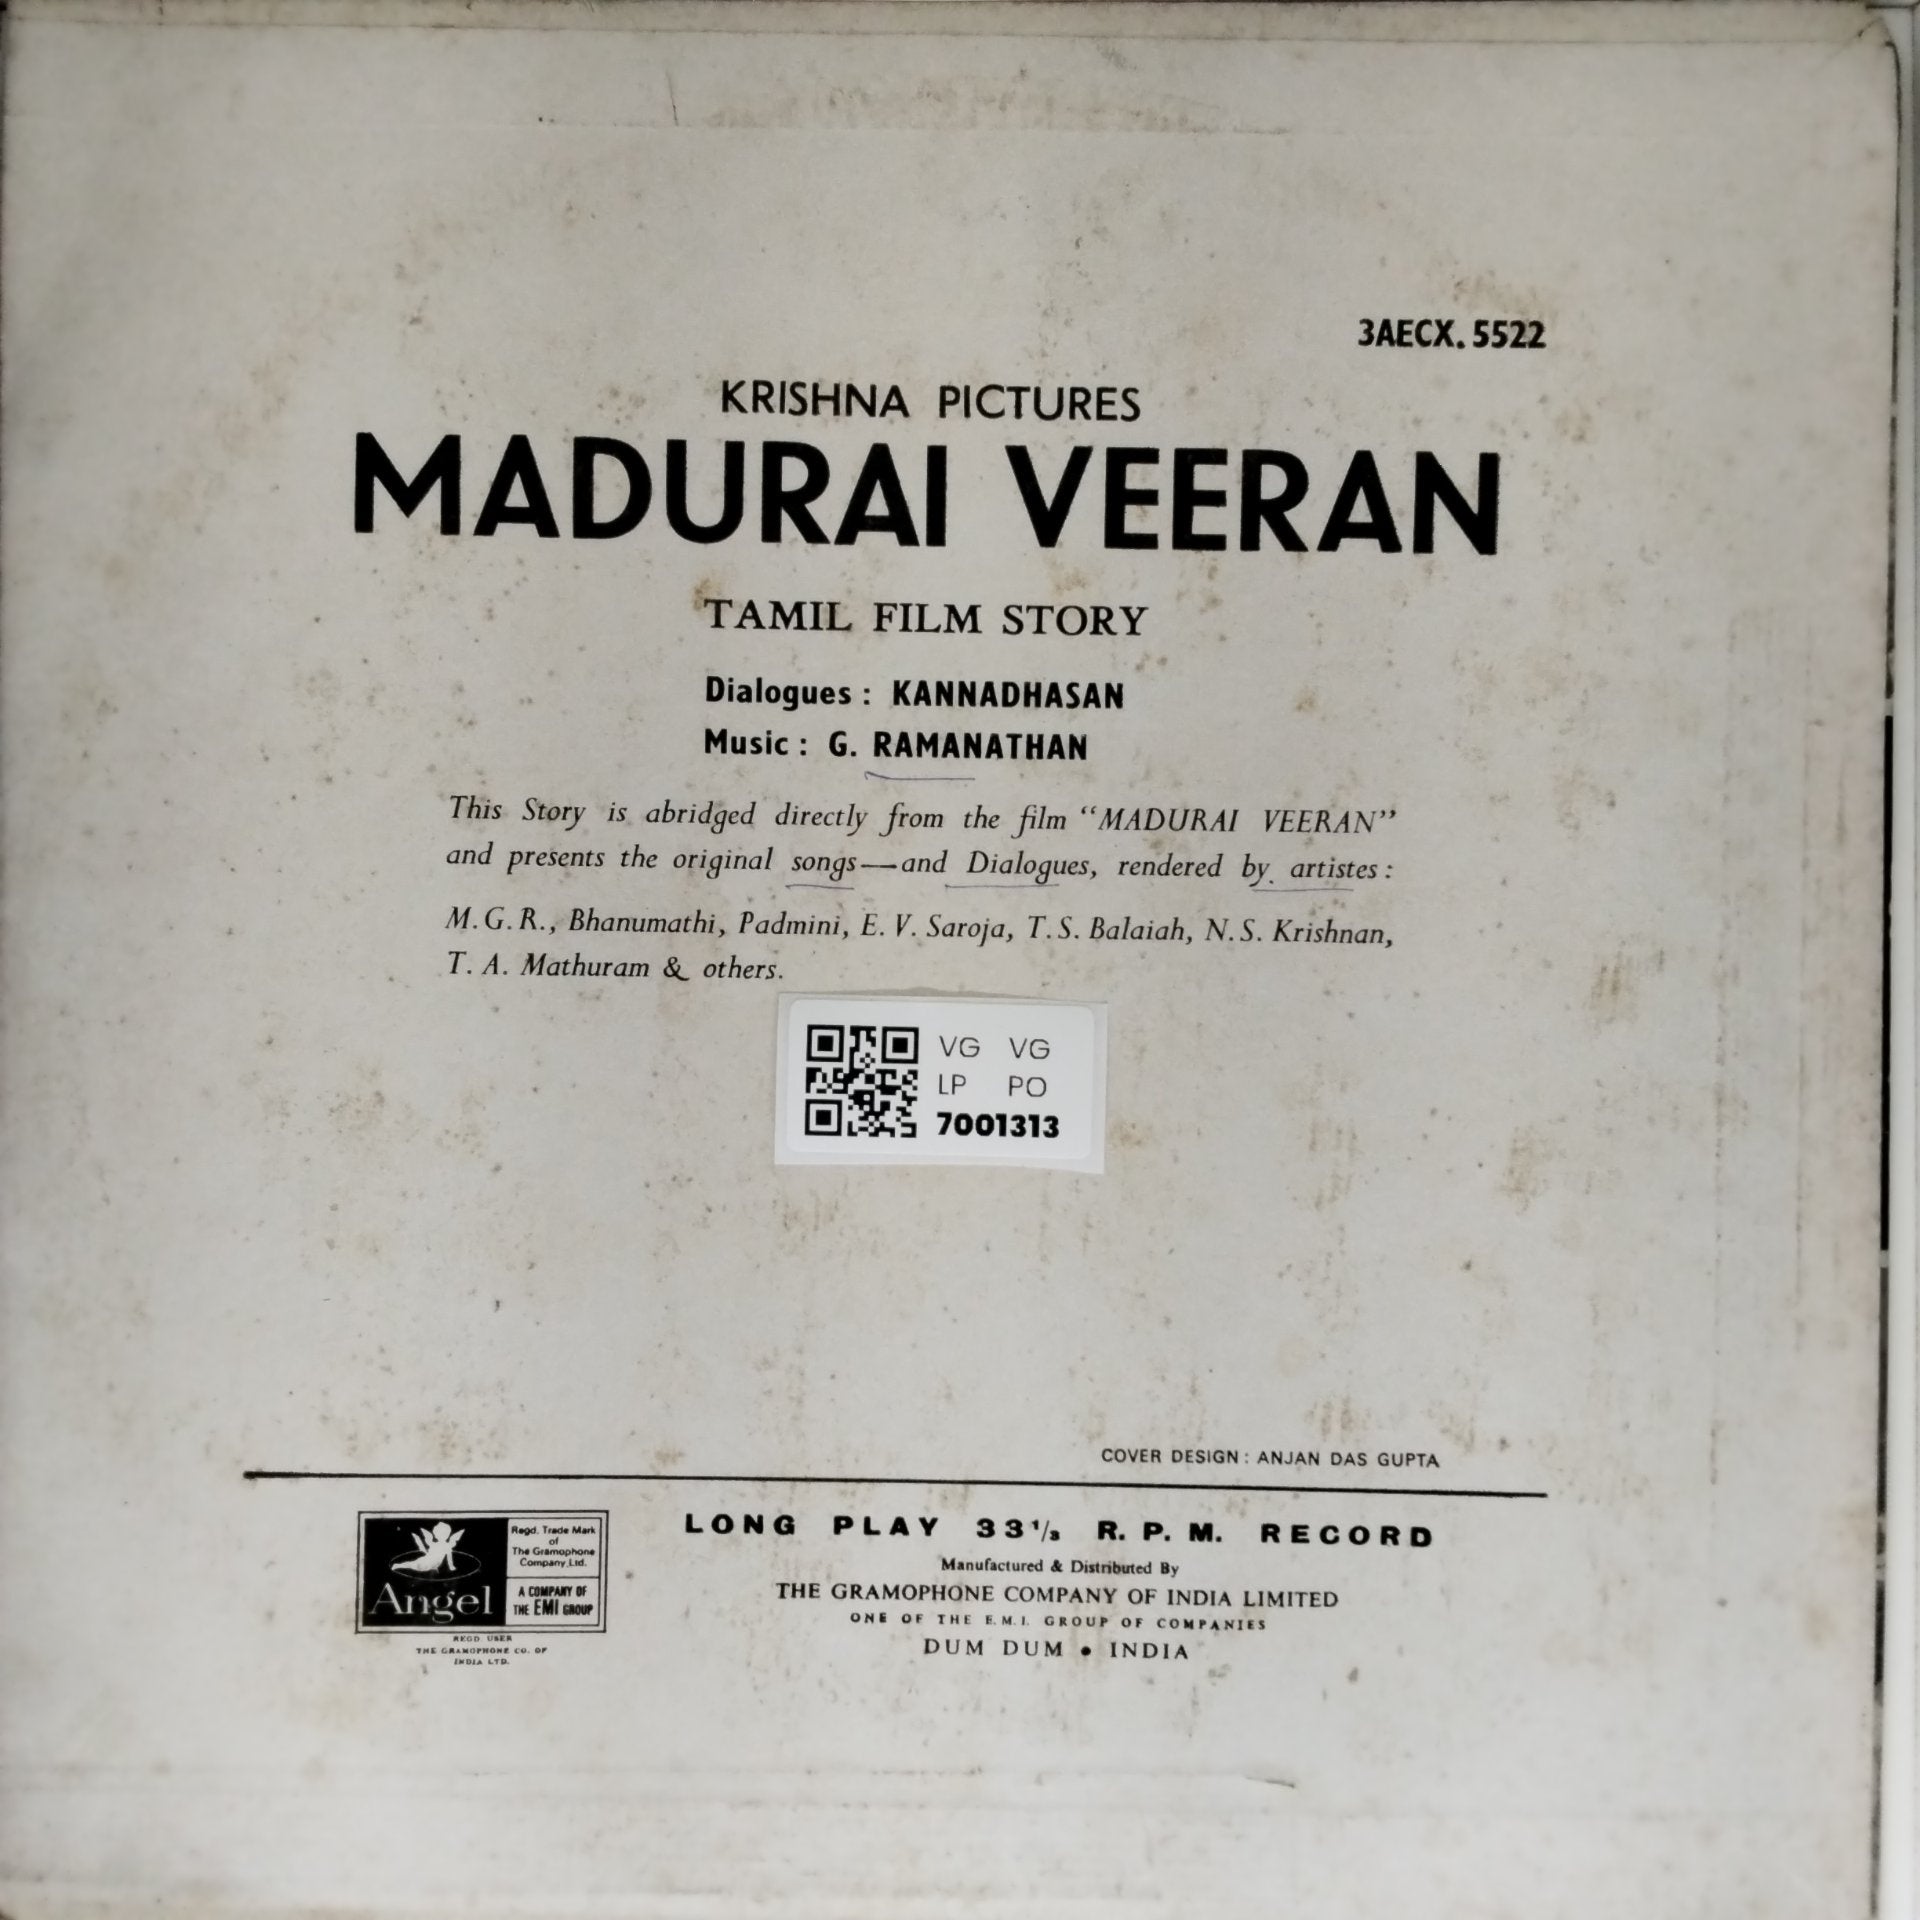 3AECX. 5522
KRISHNA PICTURES
MADURAI VEERAN
TAMIL FILM STORY
Dialogues : KANNADHASAN
Music : G. RAMANATHAN
This Story is abridged directly from the film “MADURAI VEERAN”
and presents the original songs—and Dialogues, rendered by artistes :
M. G. R., Bhanumathi, Padmini, E. V. Saroja, T. S. Balaiah, N. S. Krishnan,
T. A. Mathuram & others.
VG VG
LP PO
7001313
COVER DESIGN : ANJAN DAS GUPTA
Angel
Regd. Trade Mark
of
The Gramophone
Company Ltd.
A COMPANY OF
THE EMI GROUP
REGD USER
THE GRAMOPHONE CO. OF
INDIA LTD.
LONG PLAY 33 1/3 R. P. M. RECORD
Manufactured & Distributed By
THE GRAMOPHONE COMPANY OF INDIA LIMITED
ONE OF THE E.M.I. GROUP OF COMPANIES
DUM DUM • INDIA